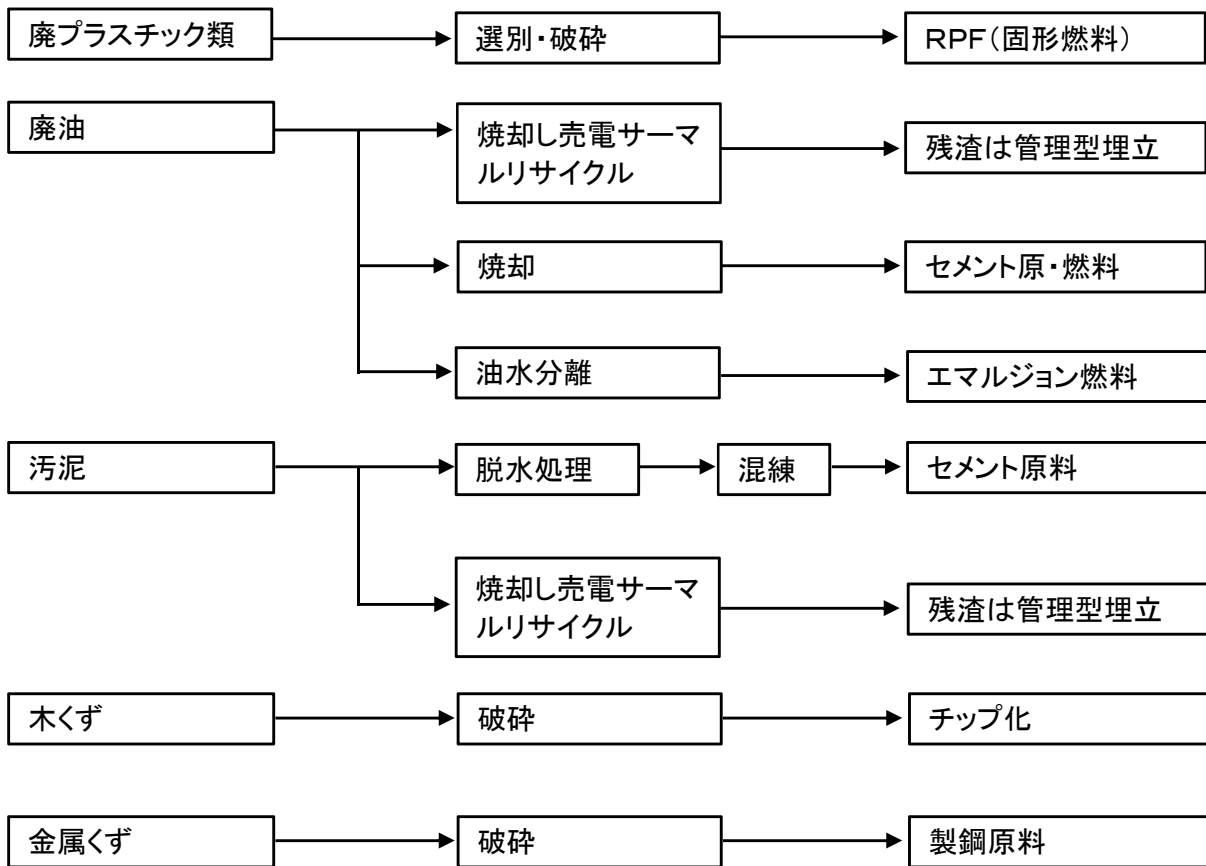 廃プラスチック類
選別・破砕
RPF(固形燃料)
廃油
焼却し売電サーマ
ルリサイクル
残渣は管理型埋立
焼却
セメント原・燃料
油水分離
エマルジョン燃料
汚泥
脱水処理
混練
セメント原料
焼却し売電サーマ
ルリサイクル
残渣は管理型埋立
木くず
破砕
チップ化
金属くず
破砕
製鋼原料